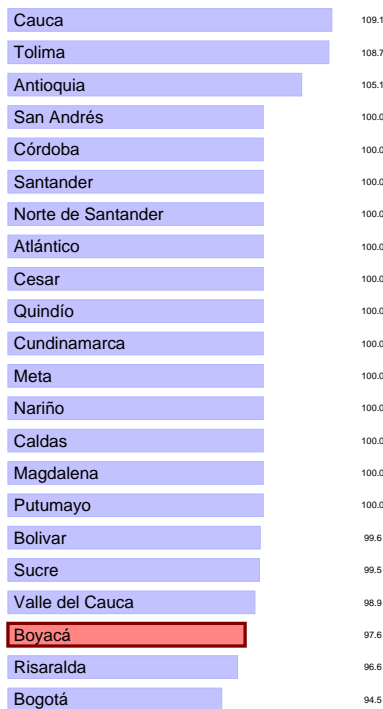 Cauca 109.1
Tolima 108.7
Antioquia 105.1
San Andrés 100.0
Córdoba 100.0
Santander 100.0
Norte de Santander 100.0
Atlántico 100.0
Cesar 100.0
Quindío 100.0
Cundinamarca 100.0
Meta 100.0
Nariño 100.0
Caldas 100.0
Magdalena 100.0
Putumayo 100.0
Bolivar 99.6
Sucre 99.5
Valle del Cauca 98.9
Boyacá 97.6
Risaralda 96.6
Bogotá 94.5